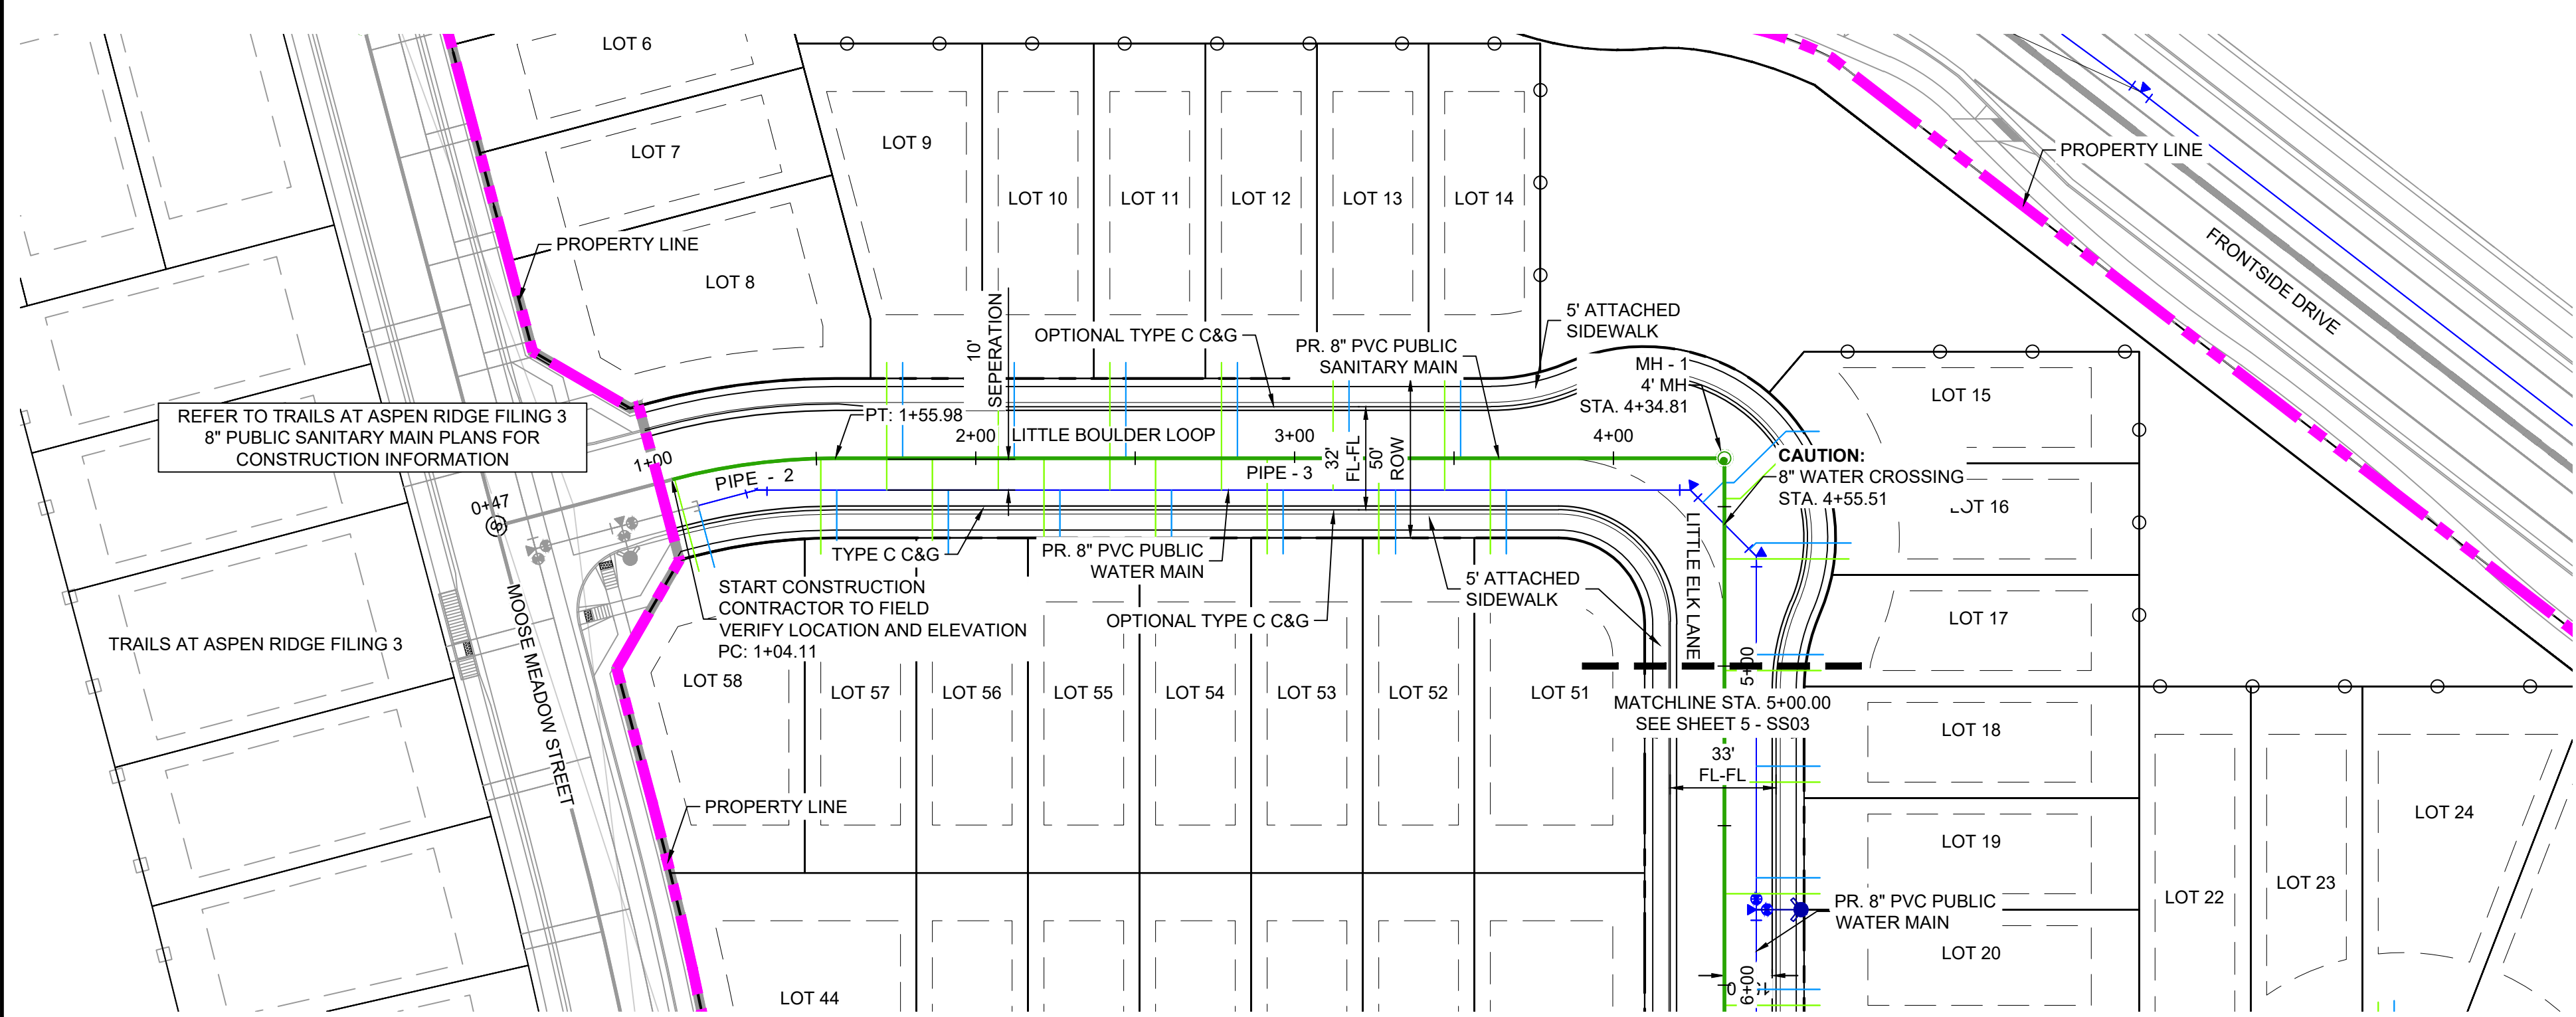 LOT 6
LOT 7
LOT 8
LOT 9
LOT 10
LOT 11
LOT 12
LOT 13
LOT 14
PROPERTY LINE
PROPERTY LINE
FRONTSIDE DRIVE
10'
SEPERATION
OPTIONAL TYPE C C&G
PR. 8" PVC PUBLIC
SANITARY MAIN
5' ATTACHED
SIDEWALK
MH - 1
4' MH
STA. 4+34.81
LOT 15
REFER TO TRAILS AT ASPEN RIDGE FILING 3
8" PUBLIC SANITARY MAIN PLANS FOR
CONSTRUCTION INFORMATION
1+00
PT: 1+55.98
2+00
LITTLE BOULDER LOOP
3+00
32'
FL-FL
50'
ROW
4+00
CAUTION:
8" WATER CROSSING
STA. 4+55.51
LOT 16
0+47
S
PIPE - 2
PIPE - 3
TYPE C C&G
PR. 8" PVC PUBLIC
WATER MAIN
START CONSTRUCTION
CONTRACTOR TO FIELD
VERIFY LOCATION AND ELEVATION
PC: 1+04.11
OPTIONAL TYPE C C&G
5' ATTACHED
SIDEWALK
LITTLE ELK LANE
LOT 17
TRAILS AT ASPEN RIDGE FILING 3
MOOSE MEADOW STREET
LOT 58
LOT 57
LOT 56
LOT 55
LOT 54
LOT 53
LOT 52
LOT 51
5+00
MATCHLINE STA. 5+00.00
SEE SHEET 5 - SS03
33'
FL-FL
LOT 18
PROPERTY LINE
LOT 19
LOT 24
LOT 23
LOT 22
PR. 8" PVC PUBLIC
WATER MAIN
LOT 20
6+00
LOT 44